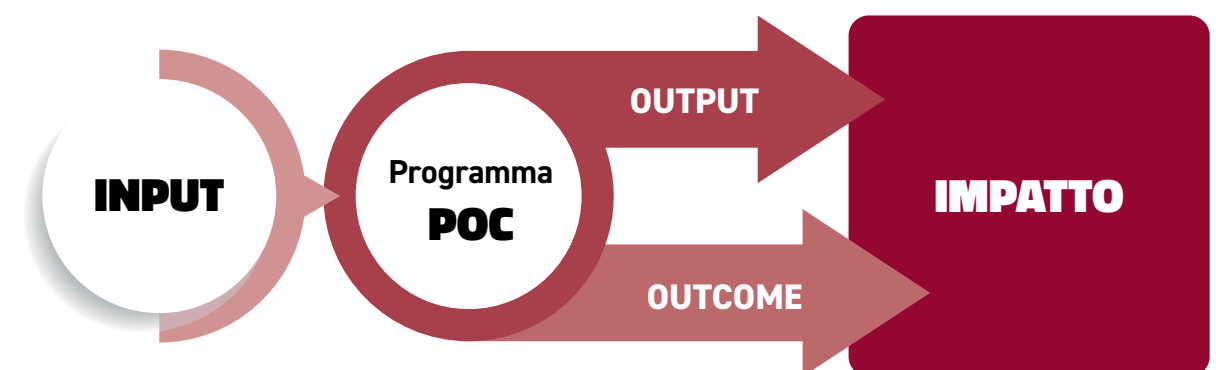 INPUT
Programma
POC
OUTPUT
OUTCOME
IMPATTO